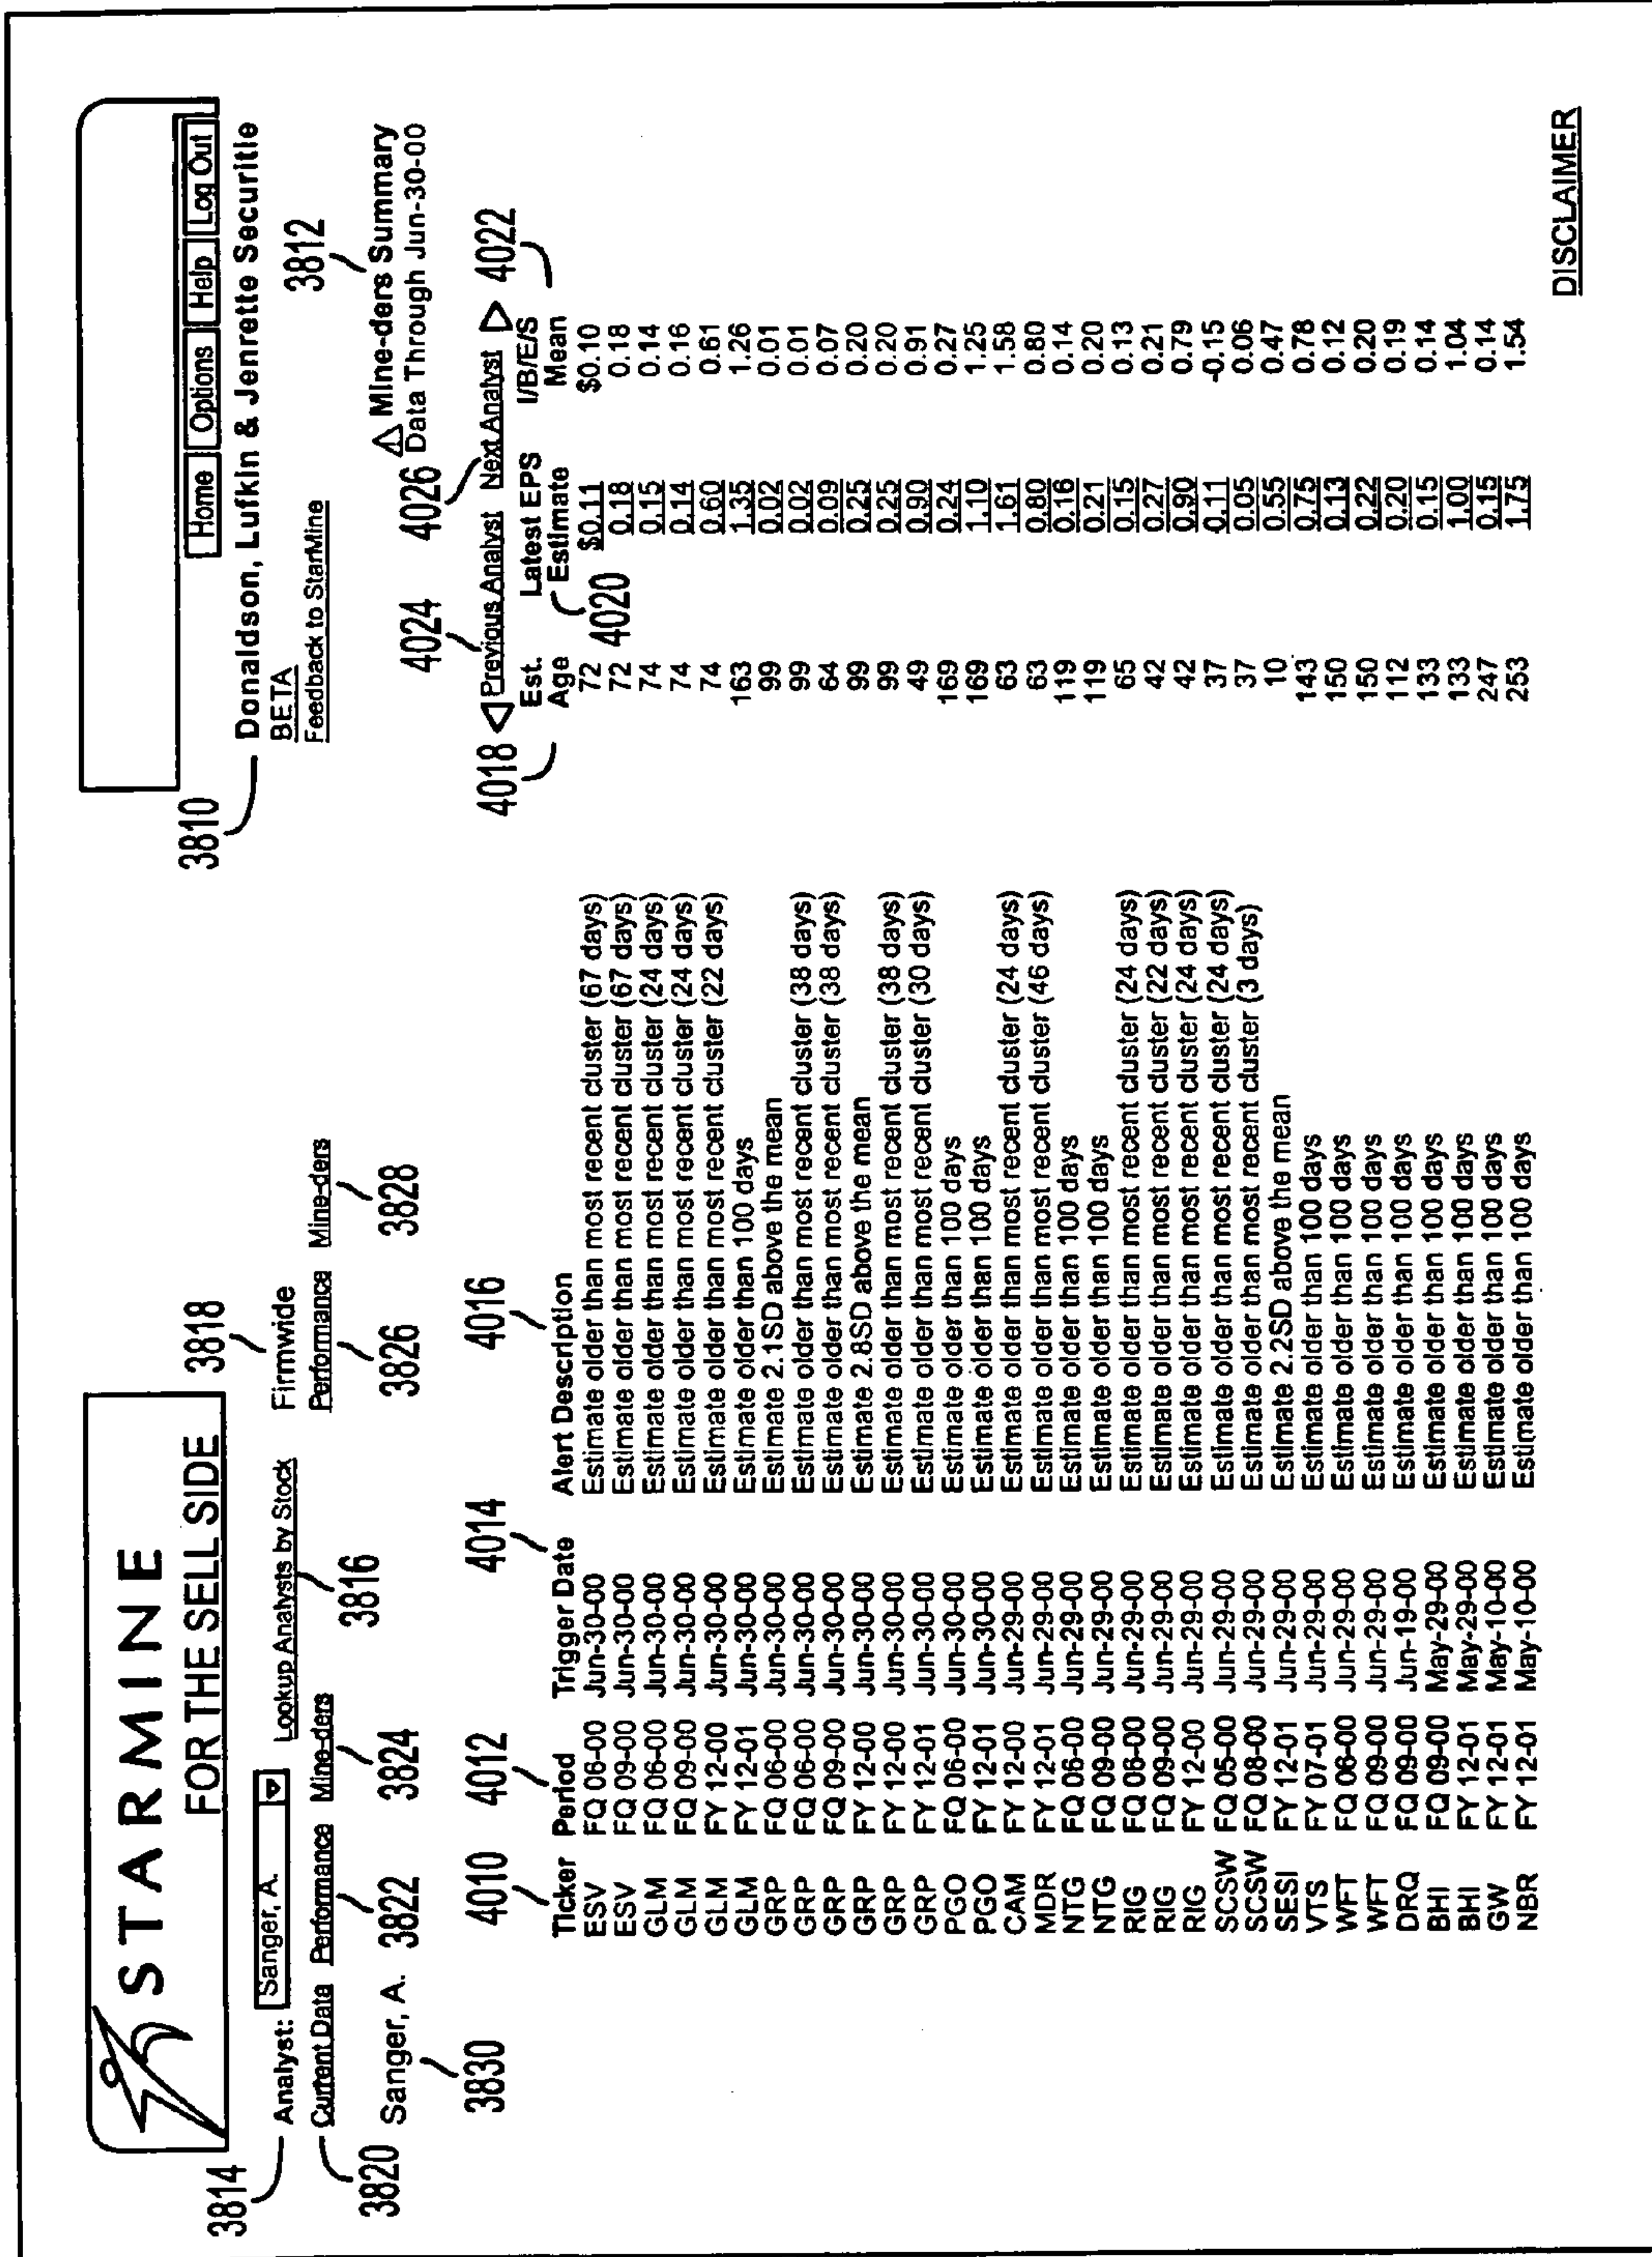 STARMINE
FOR THE SELL SIDE
Home Options Help Log Out
3810
Donaldson, Lufkin & Jenrette Securitie
BETA
Feedback to StarMine
3814
Analyst: Sanger, A. Lookup Analysts by Stock Firmwide
3818
Current Data Performance Mine-ders Performance Mine-ders
3820 3822 3824 3816 3826 3828
3812
Sanger, A.
3830
Mine-ders Summary
Data Through Jun-30-00
4024 4026
Previous Analyst Next Analyst
4010 4012 4014 4016 4018 4020 4022
Ticker Period Trigger Date Alert Description Est. Age Latest EPS Estimate I/B/E/S Mean
ESV FQ 06-00 Jun-30-00 Estimate older than most recent cluster (67 days) 72 $0.11 $0.10
ESV FQ 09-00 Jun-30-00 Estimate older than most recent cluster (67 days) 72 0.18 0.18
GLM FQ 06-00 Jun-30-00 Estimate older than most recent cluster (24 days) 74 0.15 0.14
GLM FQ 09-00 Jun-30-00 Estimate older than most recent cluster (24 days) 74 0.14 0.16
GLM FY 12-00 Jun-30-00 Estimate older than most recent cluster (22 days) 74 0.60 0.61
GLM FY 12-01 Jun-30-00 Estimate older than 100 days 163 1.35 1.26
GRP FQ 06-00 Jun-30-00 Estimate 2.1SD above the mean 99 0.02 0.01
GRP FQ 06-00 Jun-30-00 Estimate older than most recent cluster (38 days) 99 0.02 0.01
GRP FQ 09-00 Jun-30-00 Estimate older than most recent cluster (38 days) 64 0.09 0.07
GRP FY 12-00 Jun-30-00 Estimate 2.8SD above the mean 99 0.25 0.20
GRP FY 12-00 Jun-30-00 Estimate older than most recent cluster (38 days) 99 0.25 0.20
GRP FY 12-01 Jun-30-00 Estimate older than most recent cluster (30 days) 49 0.90 0.91
PGO FQ 06-00 Jun-30-00 Estimate older than 100 days 169 0.24 0.27
PGO FY 12-01 Jun-30-00 Estimate older than 100 days 169 1.10 1.25
CAM FY 12-00 Jun-29-00 Estimate older than most recent cluster (24 days) 63 1.61 1.58
MDR FY 12-01 Jun-29-00 Estimate older than most recent cluster (46 days) 63 0.80 0.80
NTG FQ 06-00 Jun-29-00 Estimate older than 100 days 119 0.16 0.14
NTG FQ 09-00 Jun-29-00 Estimate older than 100 days 119 0.21 0.20
RIG FQ 06-00 Jun-29-00 Estimate older than most recent cluster (24 days) 65 0.15 0.13
RIG FQ 09-00 Jun-29-00 Estimate older than most recent cluster (22 days) 42 0.27 0.21
RIG FY 12-00 Jun-29-00 Estimate older than most recent cluster (24 days) 42 0.90 0.79
SCSW FQ 05-00 Jun-29-00 Estimate older than most recent cluster (24 days) 37 -0.11 -0.15
SCSW FQ 08-00 Jun-29-00 Estimate older than most recent cluster (3 days) 37 0.05 0.06
SESI FY 12-01 Jun-29-00 Estimate 2.2SD above the mean 10 0.55 0.47
VTS FY 07-01 Jun-29-00 Estimate older than 100 days 143 0.75 0.78
WFT FQ 06-00 Jun-29-00 Estimate older than 100 days 150 0.13 0.12
WFT FQ 09-00 Jun-29-00 Estimate older than 100 days 150 0.22 0.20
DRQ FQ 09-00 Jun-19-00 Estimate older than 100 days 112 0.20 0.19
BHI FQ 09-00 May-29-00 Estimate older than 100 days 133 0.15 0.14
BHI FY 12-01 May-29-00 Estimate older than 100 days 133 1.00 1.04
GW FY 12-01 May-10-00 Estimate older than 100 days 247 0.15 0.14
NBR FY 12-01 May-10-00 Estimate older than 100 days 253 1.75 1.54
DISCLAIMER